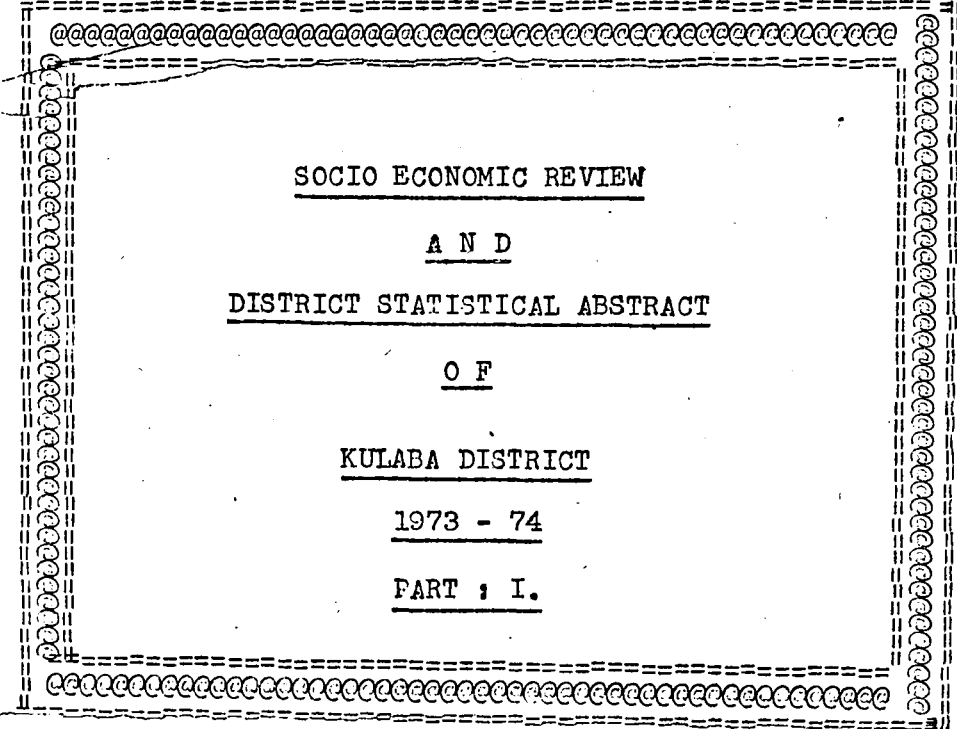 SOCIO ECONOMIC REVIEW
A N D
DISTRICT STATISTICAL ABSTRACT
O F
KULABA DISTRICT
1973 - 74
PART : I.